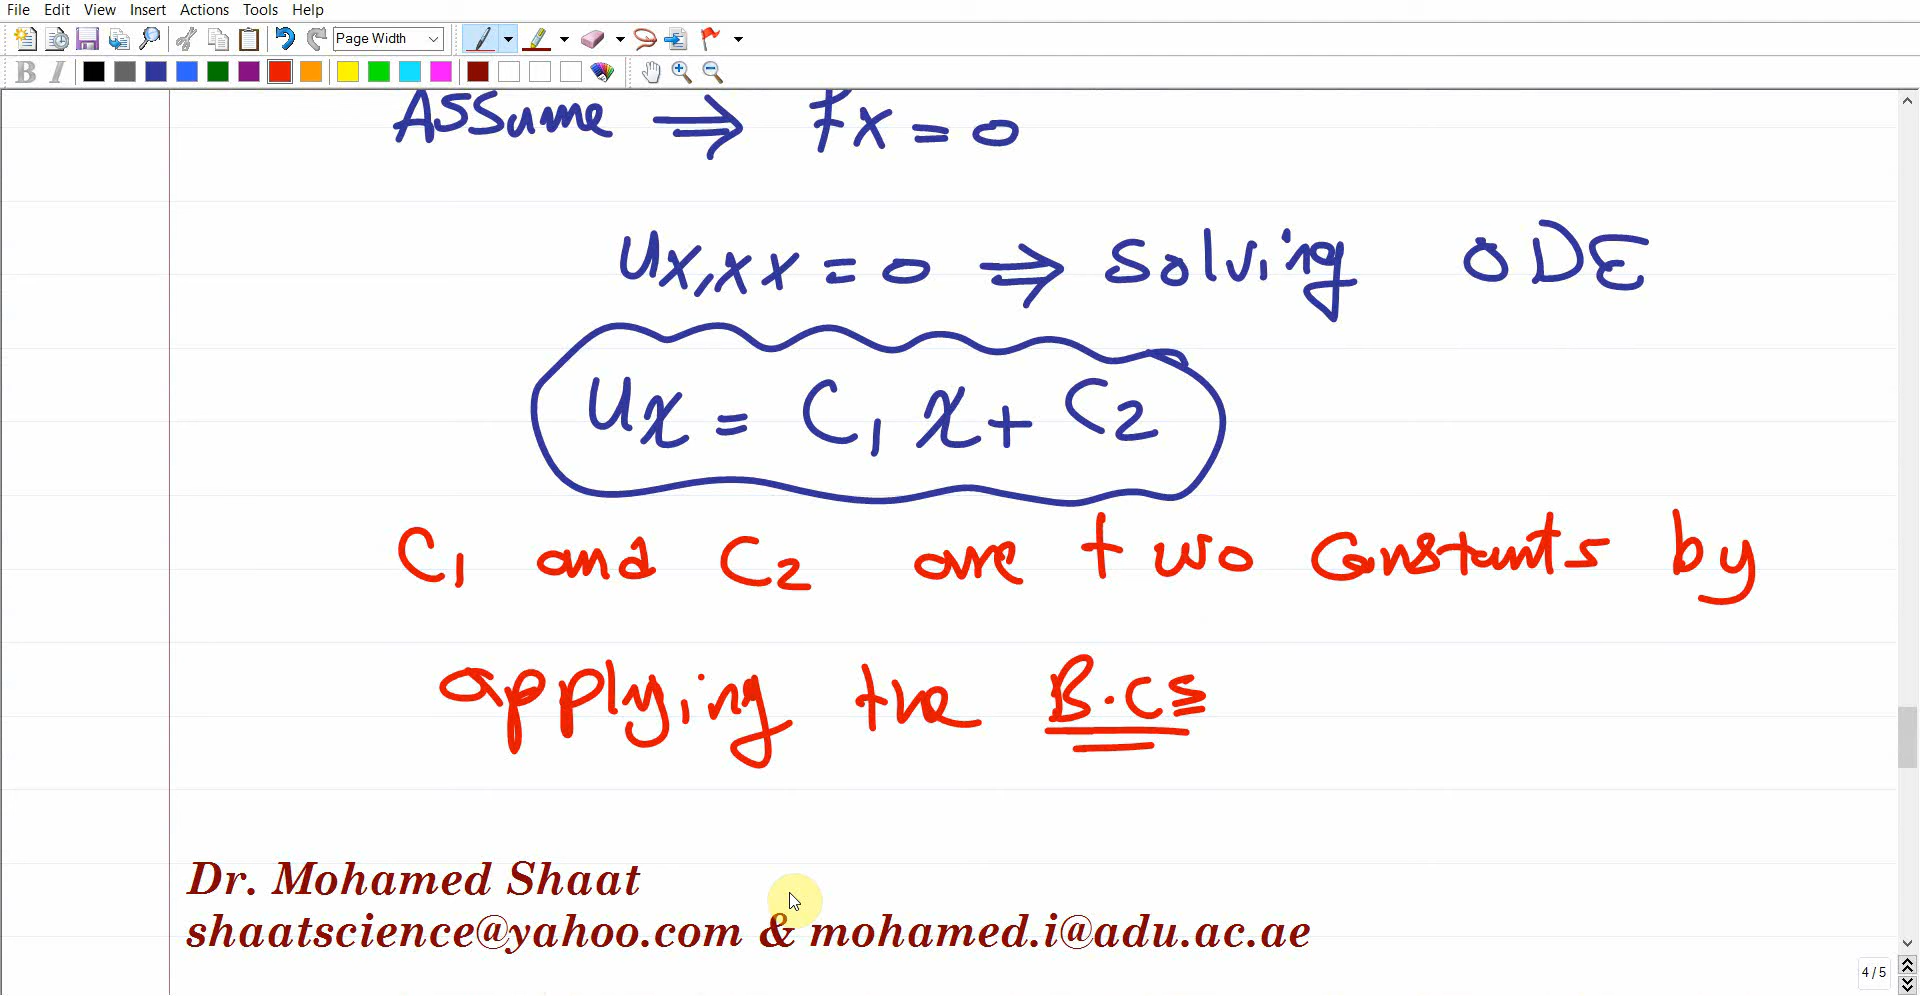 File Edit View Insert Actions Tools Help
Page Width
B I
Assume ⇒ Fx = 0
Ux,xx = 0 ⇒ Solving ODE
Ux = C1 x + C2
C1 and C2 are two Constants by
applying the B.Cs
Dr. Mohamed Shaat
shaatscience@yahoo.com & mohamed.i@adu.ac.ae
4 / 5